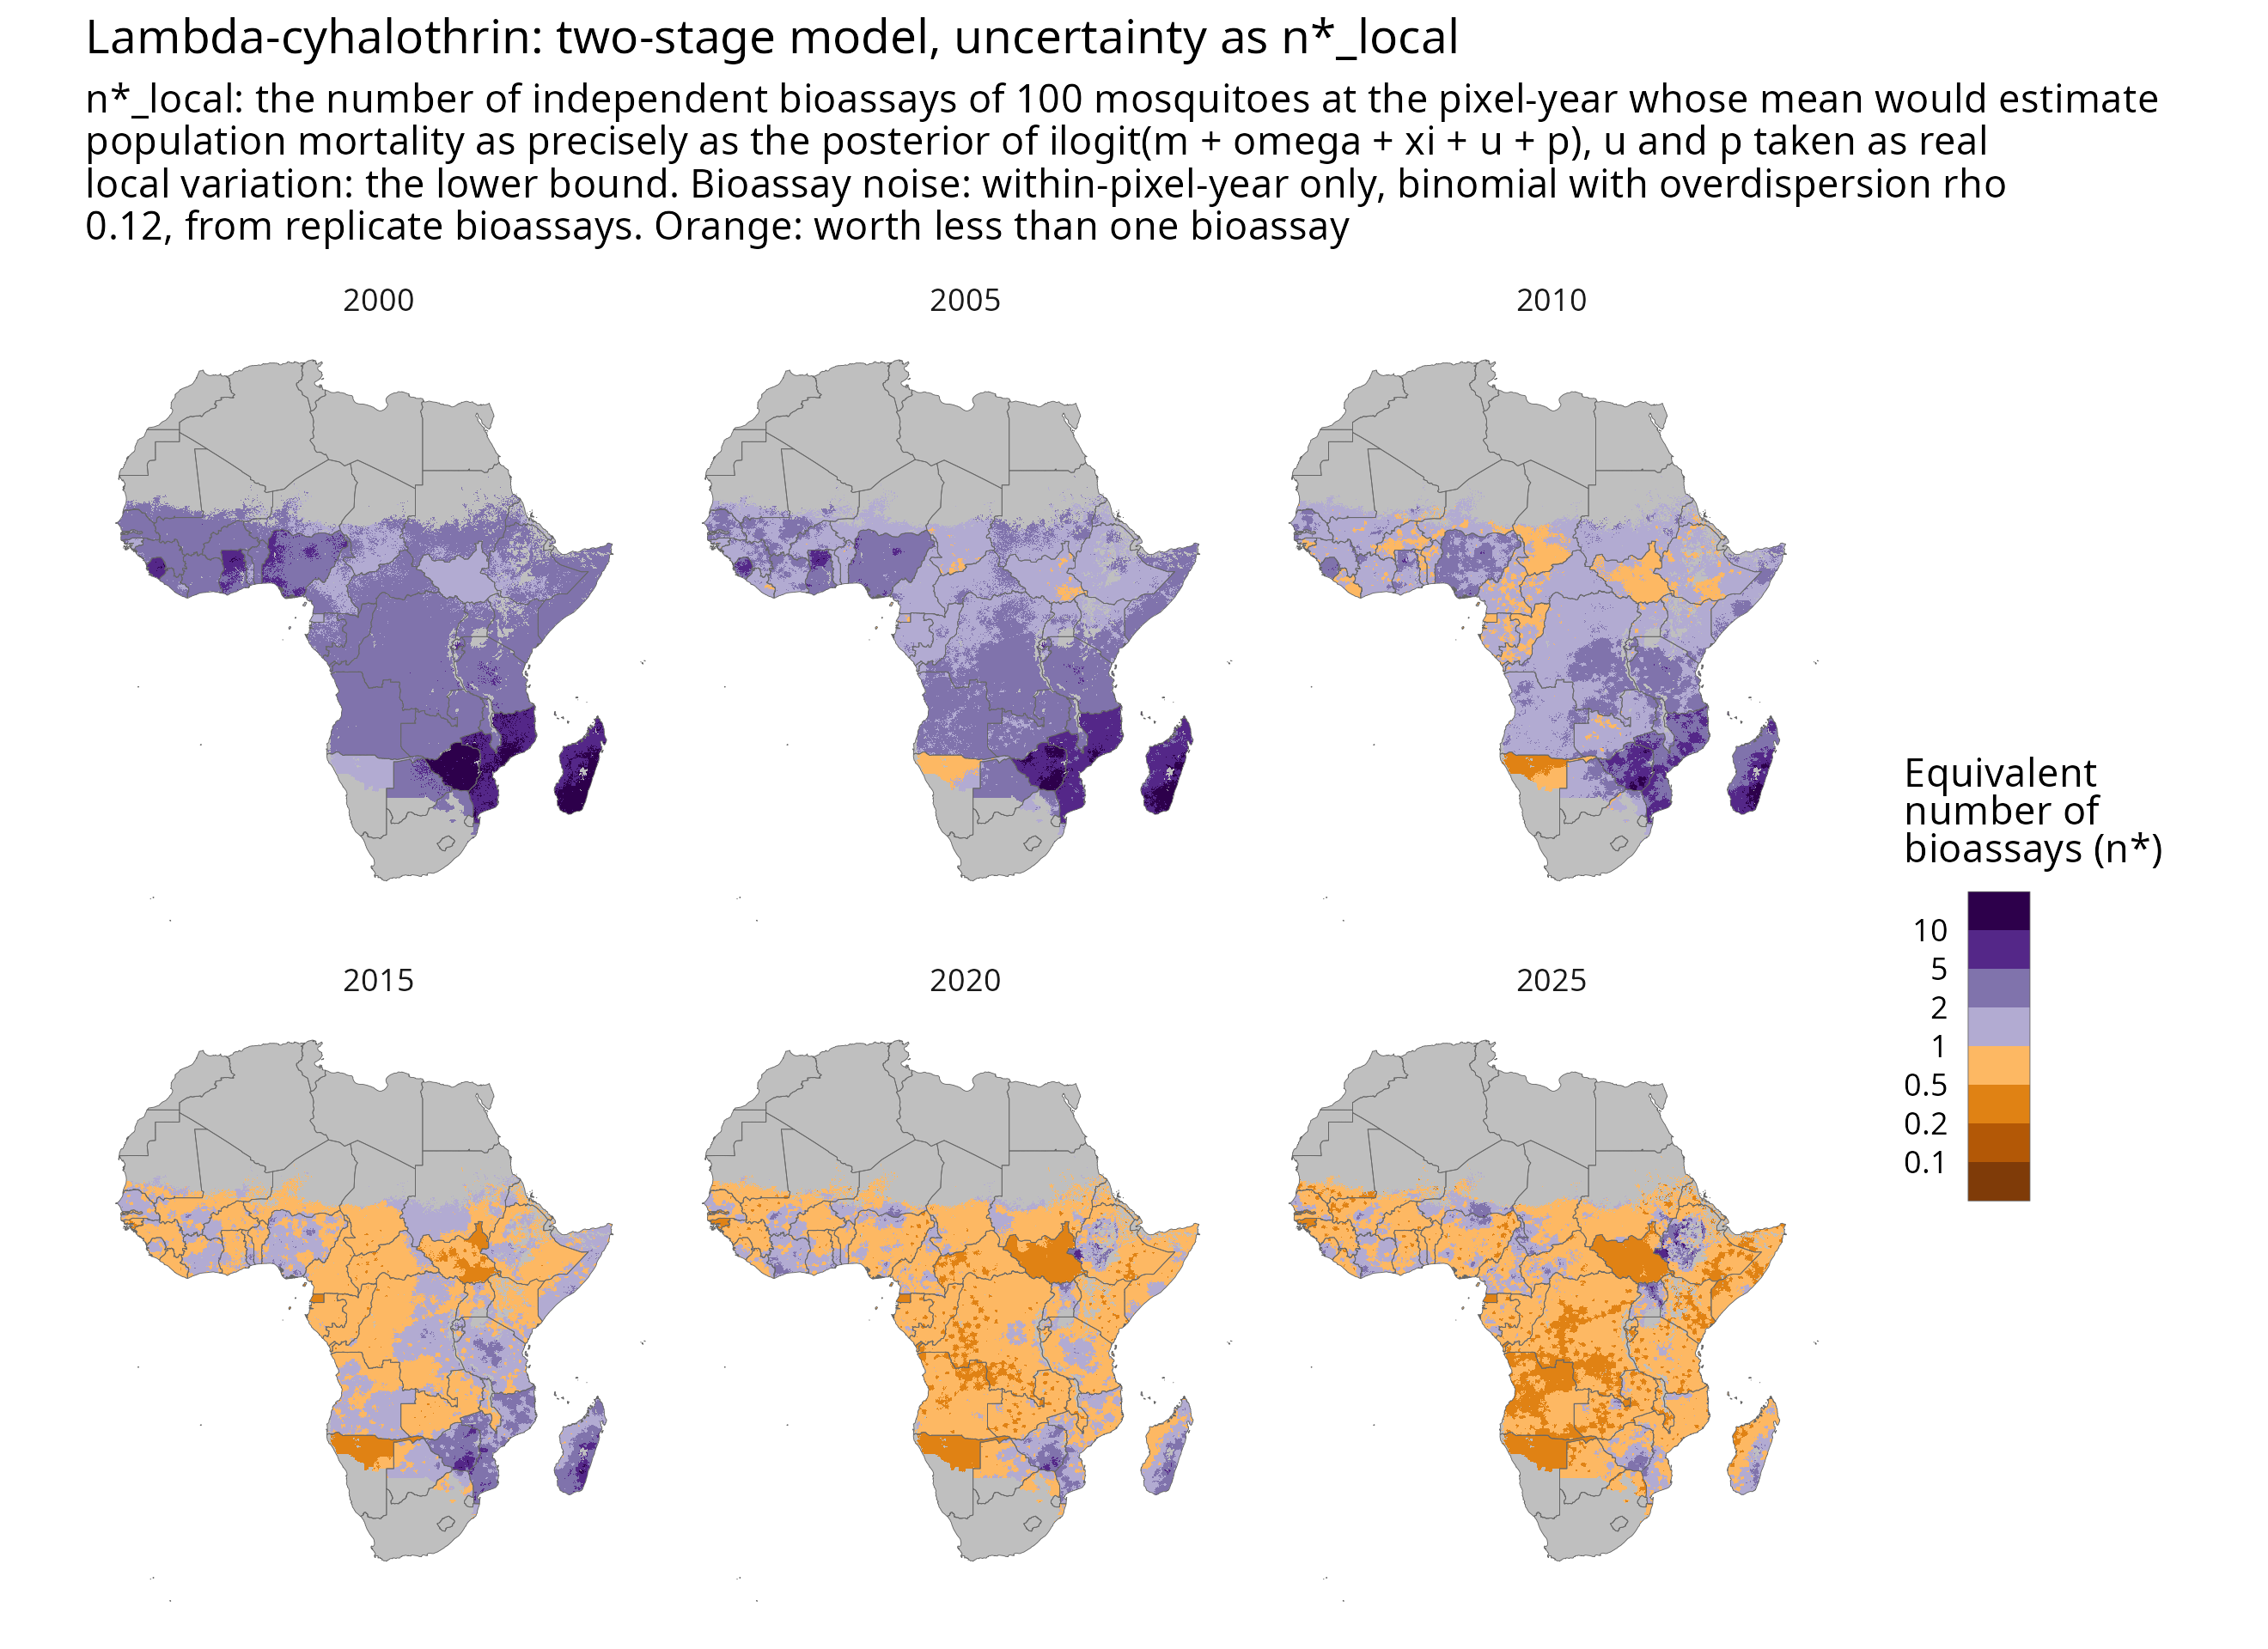 Lambda-cyhalothrin: two-stage model, uncertainty as n*_local
n*_local: the number of independent bioassays of 100 mosquitoes at the pixel-year whose mean would estimate
population mortality as precisely as the posterior of ilogit(m + omega + xi + u + p), u and p taken as real
local variation: the lower bound. Bioassay noise: within-pixel-year only, binomial with overdispersion rho
0.12, from replicate bioassays. Orange: worth less than one bioassay
2000
2005
2010
2015
2020
2025
Equivalent
number of
bioassays (n*)
10
5
2
1
0.5
0.2
0.1